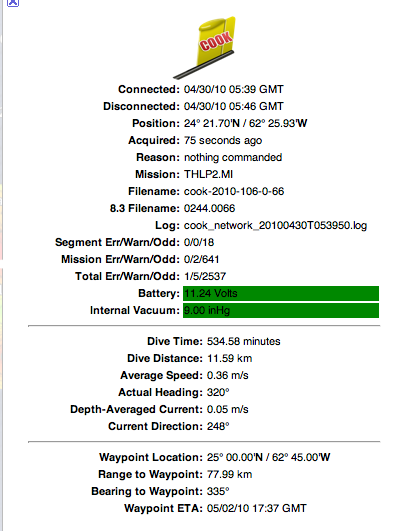 COOK
Connected: 04/30/10 05:39 GMT
Disconnected: 04/30/10 05:46 GMT
Position: 24° 21.70'N / 62° 25.93'W
Acquired: 75 seconds ago
Reason: nothing commanded
Mission: THLP2.MI
Filename: cook-2010-106-0-66
8.3 Filename: 0244.0066
Log: cook_network_20100430T053950.log
Segment Err/Warn/Odd: 0/0/18
Mission Err/Warn/Odd: 0/2/641
Total Err/Warn/Odd: 1/5/2537
Battery: 11.24 Volts
Internal Vacuum: 9.00 inHg
Dive Time: 534.58 minutes
Dive Distance: 11.59 km
Average Speed: 0.36 m/s
Actual Heading: 320°
Depth-Averaged Current: 0.05 m/s
Current Direction: 248°
Waypoint Location: 25° 00.00'N / 62° 45.00'W
Range to Waypoint: 77.99 km
Bearing to Waypoint: 335°
Waypoint ETA: 05/02/10 17:37 GMT